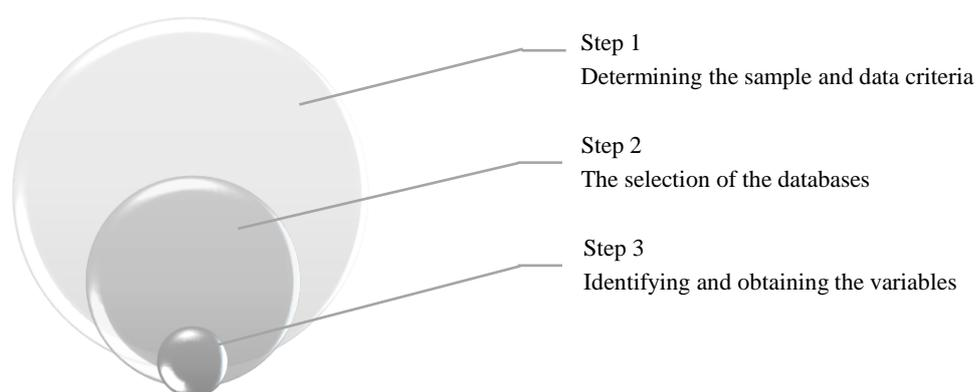 Step 1
Determining the sample and data criteria
Step 2
The selection of the databases
Step 3
Identifying and obtaining the variables